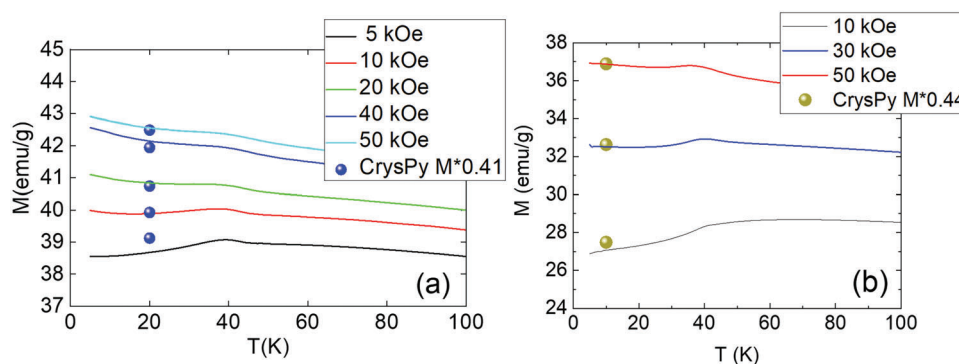 5 kOe
10 kOe
20 kOe
40 kOe
50 kOe
CrysPy M*0.41
45
44
43
42
41
40
39
38
37
M(emu/g)
0 20 40 60 80 100
T(K)
(a)
10 kOe
30 kOe
50 kOe
CrysPy M*0.44
38
36
34
32
30
28
26
24
M (emu/g)
0 20 40 60 80 100
T (K)
(b)